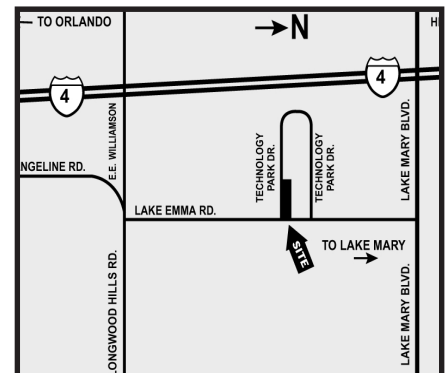 TO ORLANDO
N
4
4
E.E. WILLIAMSON
TECHNOLOGY
PARK DR.
TECHNOLOGY
PARK DR.
LAKE MARY BLVD.
NGELINE RD.
LAKE EMMA RD.
SITE
TO LAKE MARY
ONGWOOD HILLS RD.
LAKE MARY BLVD.